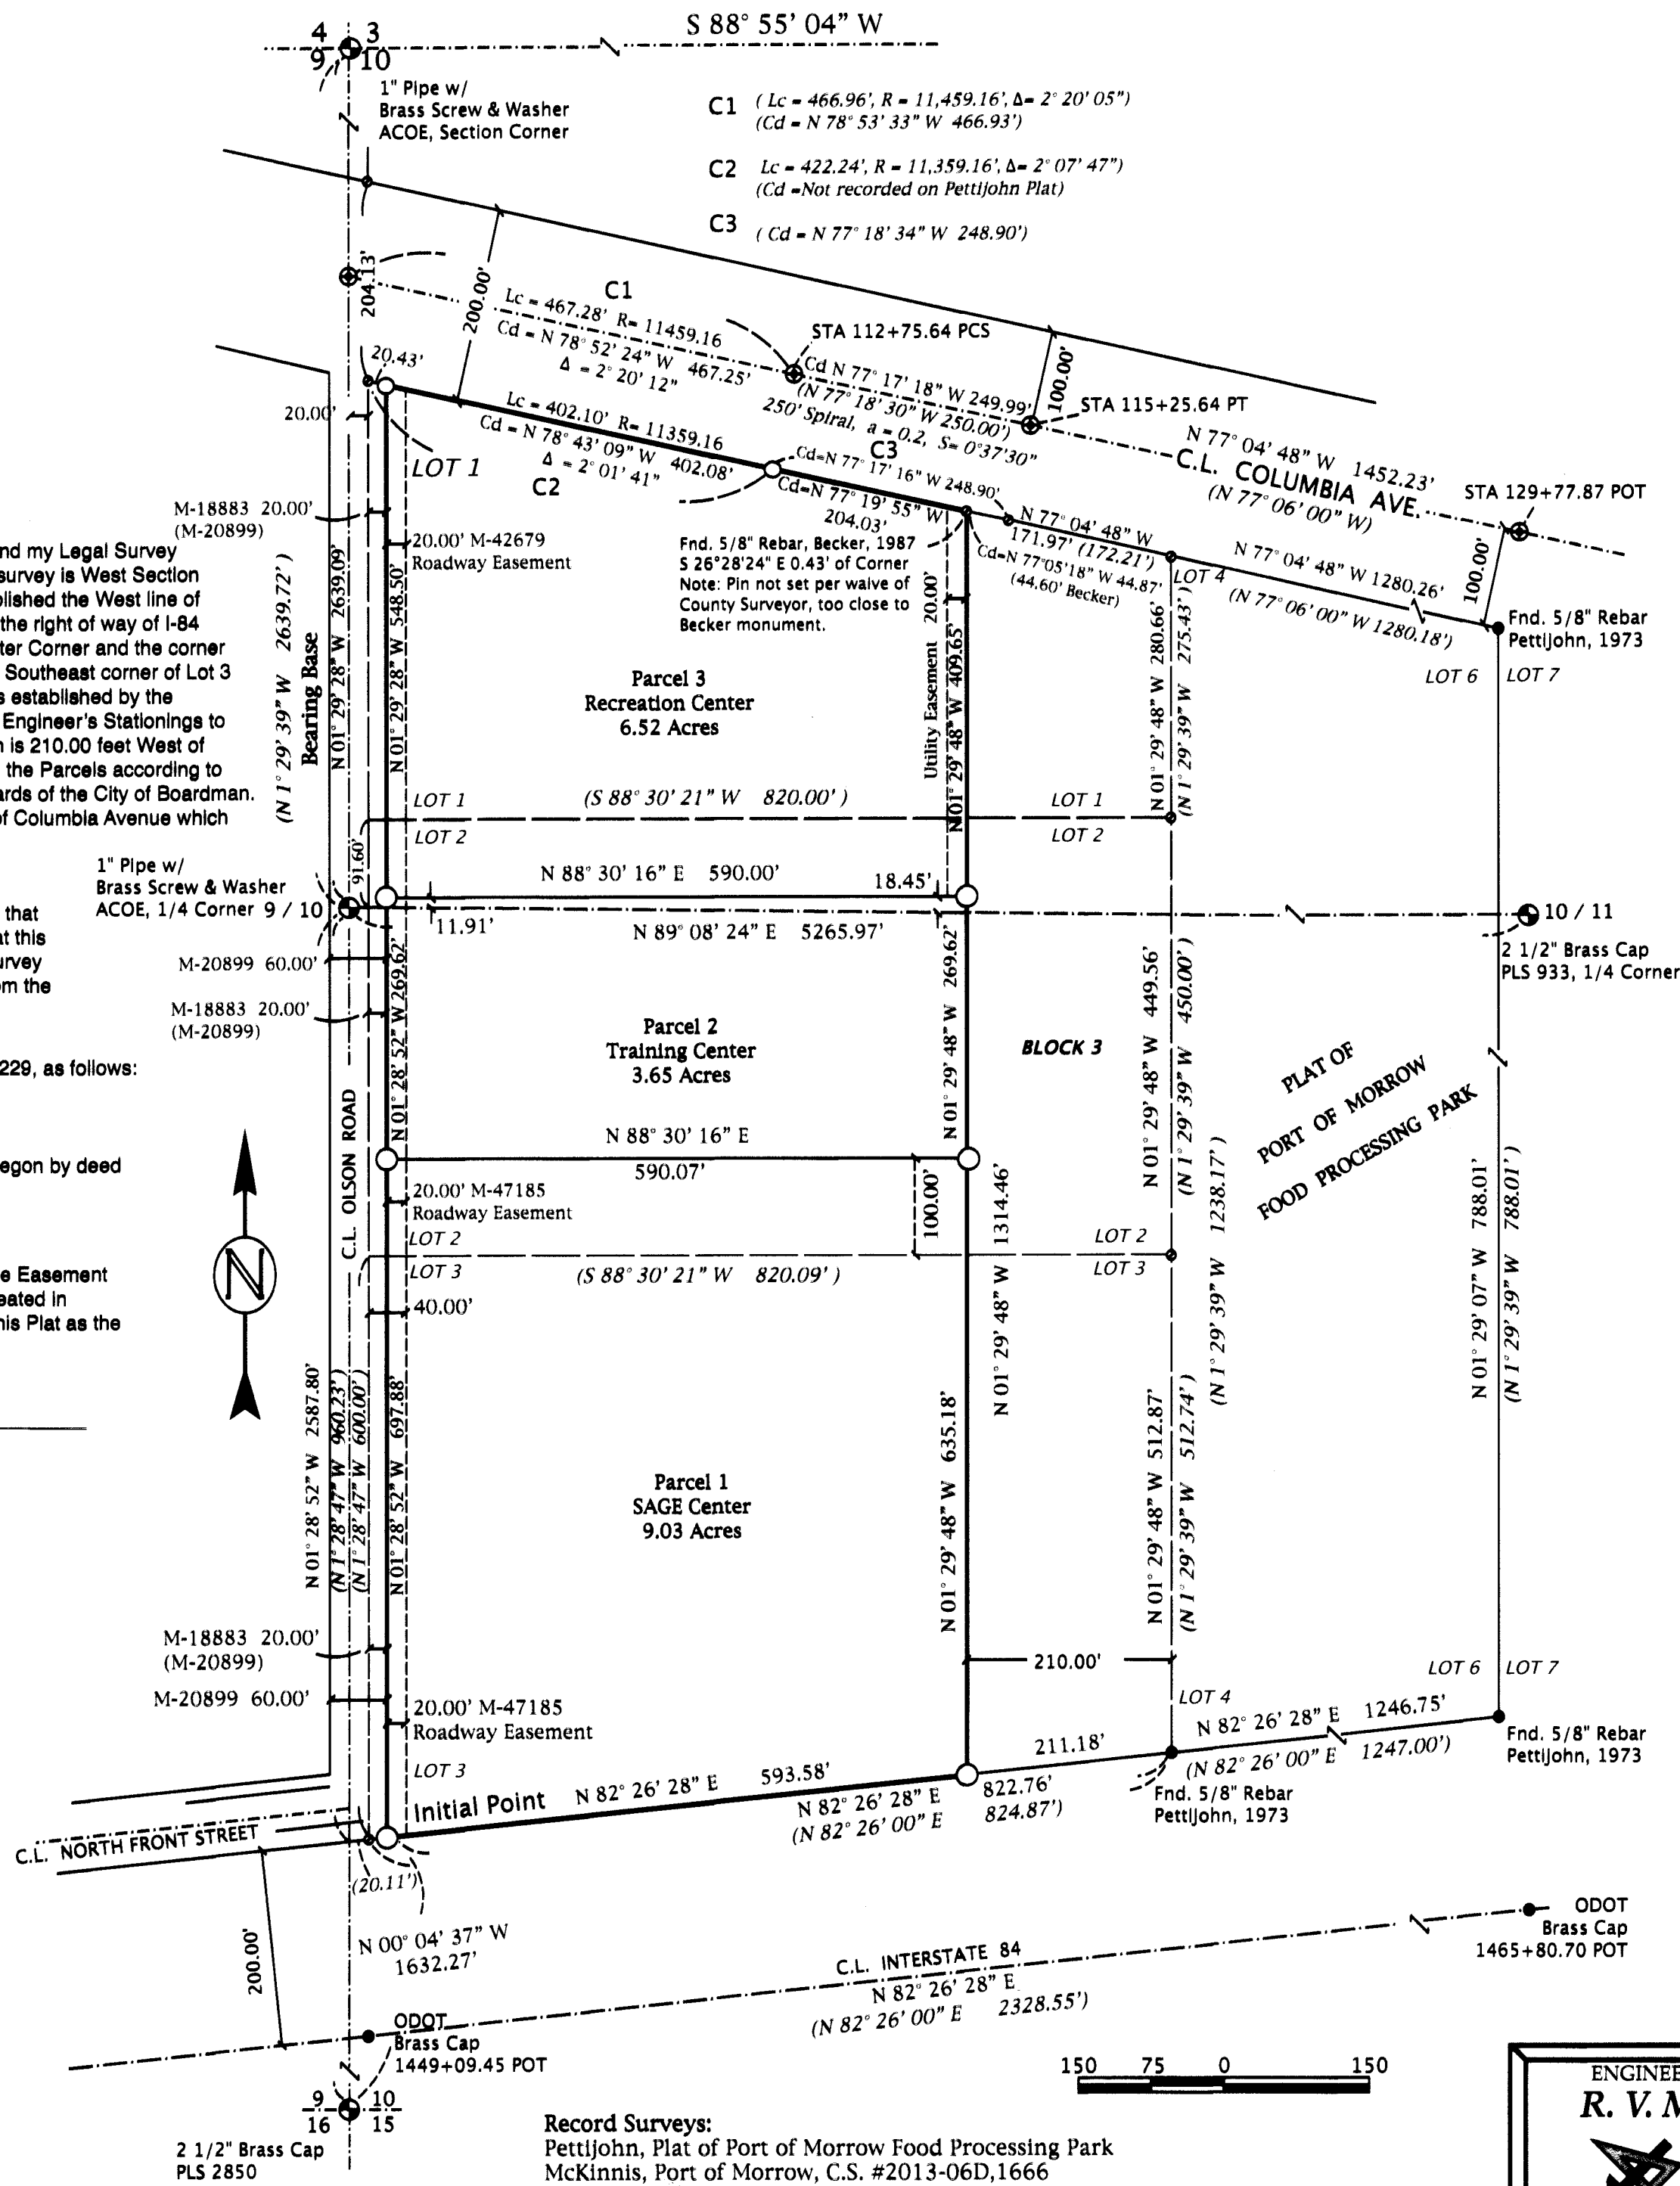 S 88° 55' 04" W
4 3
9 10
1" Pipe w/
Brass Screw & Washer
ACOE, Section Corner
C1 ( Lc = 466.96', R = 11,459.16', Δ= 2° 20' 05")
(Cd = N 78° 53' 33" W 466.93')
C2 Lc = 422.24', R = 11,359.16', Δ= 2° 07' 47")
(Cd =Not recorded on Pettijohn Plat)
C3 ( Cd = N 77° 18' 34" W 248.90')
204.13'
200.00'
C1
Lc = 467.28' R= 11459.16
Cd = N 78° 52' 24" W 467.25'
Δ = 2° 20' 12"
STA 112+75.64 PCS
Cd N 77° 17' 18" W 249.99'
(N 77° 18' 30" W 250.00')
250' Spiral, a = 0.2, S= 0°37'30"
100.00'
STA 115+25.64 PT
N 77° 04' 48" W 1452.23'
C.L. COLUMBIA AVE.
(N 77° 06' 00" W)
STA 129+77.87 POT
20.43'
20.00'
LOT 1
Lc = 402.10' R= 11359.16
Cd = N 78° 43' 09" W 402.08'
Δ = 2° 01' 41"
C2
C3
Cd=N 77° 17' 16" W 248.90'
Cd=N 77° 19' 55" W
204.03'
N 77° 04' 48" W
171.97' (172.21')
Cd=N 77°05'18" W 44.87'
(44.60' Becker)
LOT 4
N 77° 04' 48" W 1280.26'
(N 77° 06' 00" W 1280.18')
100.00'
Fnd. 5/8" Rebar
Pettijohn, 1973
LOT 6 LOT 7
M-18883 20.00'
(M-20899)
20.00' M-42679
Roadway Easement
Fnd. 5/8" Rebar, Becker, 1987
S 26°28'24" E 0.43' of Corner
Note: Pin not set per waive of
County Surveyor, too close to
Becker monument.
nd my Legal Survey
survey is West Section
blished the West line of
the right of way of I-84
ter Corner and the corner
Southeast corner of Lot 3
s established by the
Engineer's Stationings to
n is 210.00 feet West of
the Parcels according to
ards of the City of Boardman.
of Columbia Avenue which
(N 1° 29' 39" W 2639.72')
Bearing Base
N 01° 29' 28" W 2639.09'
N 01° 29' 28" W 548.50'
Parcel 3
Recreation Center
6.52 Acres
Utility Easement 20.00'
N 01° 29' 48" W 409.65'
N 01° 29' 48" W 280.66'
(N 1° 29' 39" W 275.43')
LOT 1 (S 88° 30' 21" W 820.00') LOT 1
LOT 2 LOT 2
91.60'
1" Pipe w/
Brass Screw & Washer
ACOE, 1/4 Corner 9 / 10
N 88° 30' 16" E 590.00' 18.45'
11.91'
N 89° 08' 24" E 5265.97'
10 / 11
2 1/2" Brass Cap
PLS 933, 1/4 Corner
that
at this
urvey
om the
M-20899 60.00'
M-18883 20.00'
(M-20899)
N 01° 28' 52" W 269.62'
Parcel 2
Training Center
3.65 Acres
N 01° 29' 48" W 269.62'
BLOCK 3
N 01° 29' 48" W 449.56'
(N 1° 29' 39" W 450.00')
PLAT OF
PORT OF MORROW
FOOD PROCESSING PARK
229, as follows:
C.L. OLSON ROAD
N 88° 30' 16" E
590.07'
regon by deed
20.00' M-47185
Roadway Easement
100.00'
N 01° 29' 48" W 1314.46'
(N 1° 29' 39" W 1238.17')
N 01° 29' 07" W 788.01'
(N 1° 29' 39" W 788.01')
LOT 2 LOT 2
LOT 3 (S 88° 30' 21" W 820.09') LOT 3
N
e Easement
eated in
his Plat as the
40.00'
N 01° 28' 52" W 2587.80'
(N 1° 28' 47" W 960.23')
(N 1° 28' 47" W 600.00')
N 01° 28' 52" W 697.88'
Parcel 1
SAGE Center
9.03 Acres
N 01° 29' 48" W 635.18'
N 01° 29' 48" W 512.87'
(N 1° 29' 39" W 512.74')
M-18883 20.00'
(M-20899)
M-20899 60.00'
20.00' M-47185
Roadway Easement
210.00'
LOT 6 LOT 7
LOT 4
N 82° 26' 28" E 1246.75'
(N 82° 26' 00" E 1247.00')
Fnd. 5/8" Rebar
Pettijohn, 1973
LOT 3
Initial Point
N 82° 26' 28" E 593.58'
211.18'
N 82° 26' 28" E 822.76'
(N 82° 26' 00" E 824.87')
Fnd. 5/8" Rebar
Pettijohn, 1973
C.L. NORTH FRONT STREET
(20.11')
200.00'
N 00° 04' 37" W
1632.27'
C.L. INTERSTATE 84
N 82° 26' 28" E
(N 82° 26' 00" E 2328.55')
ODOT
Brass Cap
1465+80.70 POT
ODOT
Brass Cap
1449+09.45 POT
9 10
16 15
2 1/2" Brass Cap
PLS 2850
150 75 0 150
Record Surveys:
Pettijohn, Plat of Port of Morrow Food Processing Park
McKinnis, Port of Morrow, C.S. #2013-06D,1666
ENGINEE
R. V. M